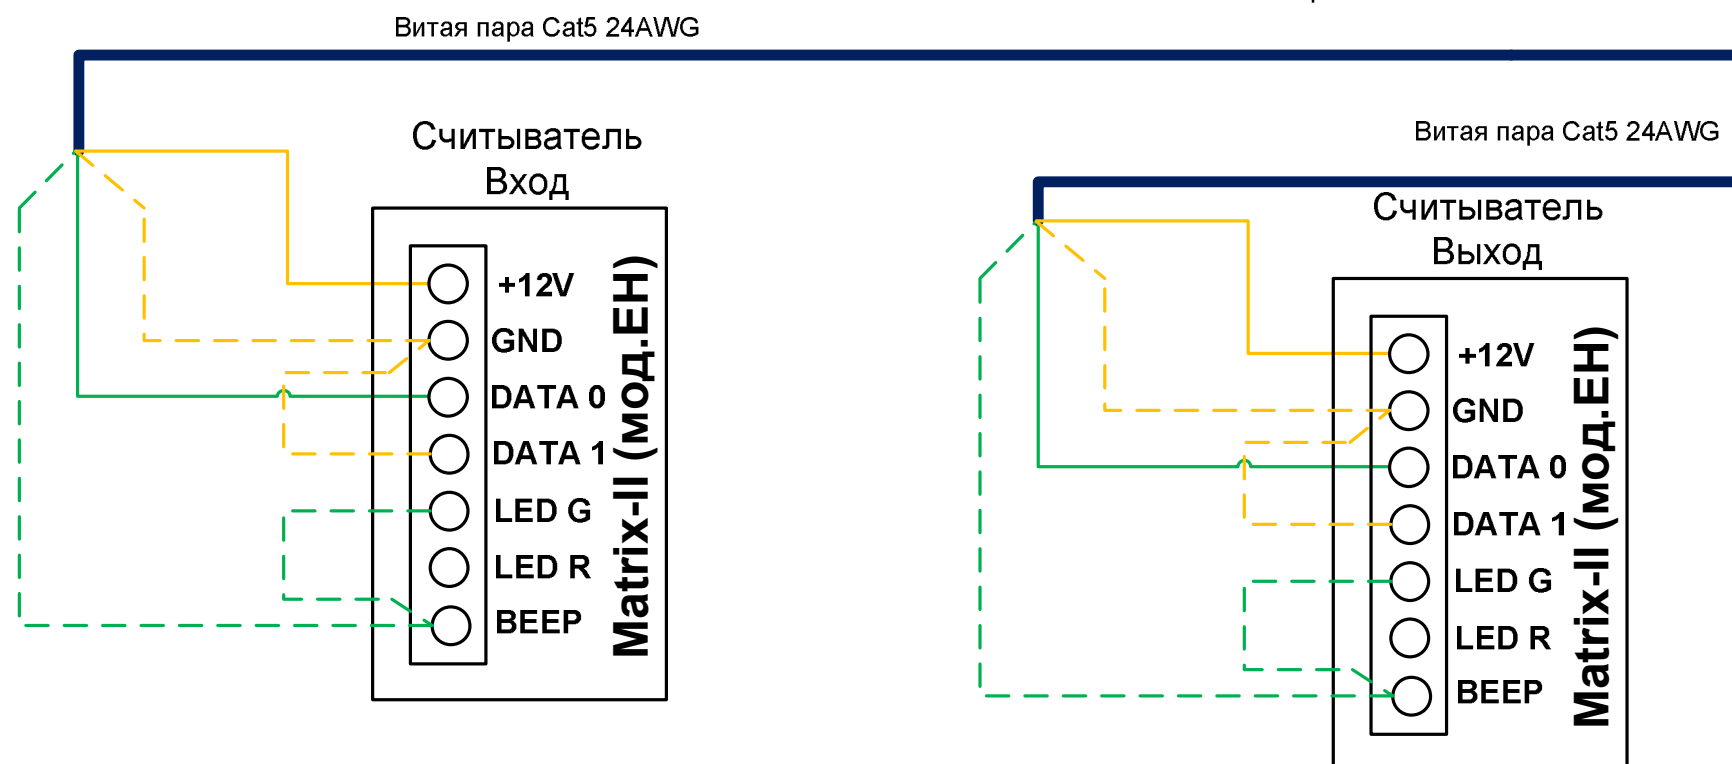 Витая пара Cat5 24AWG
Считыватель
Вход
+12V
GND
DATA 0
DATA 1
LED G
LED R
BEEP
Matrix-II (мод.EH)
Витая пара Cat5 24AWG
Считыватель
Выход
+12V
GND
DATA 0
DATA 1
LED G
LED R
BEEP
Matrix-II (мод.EH)